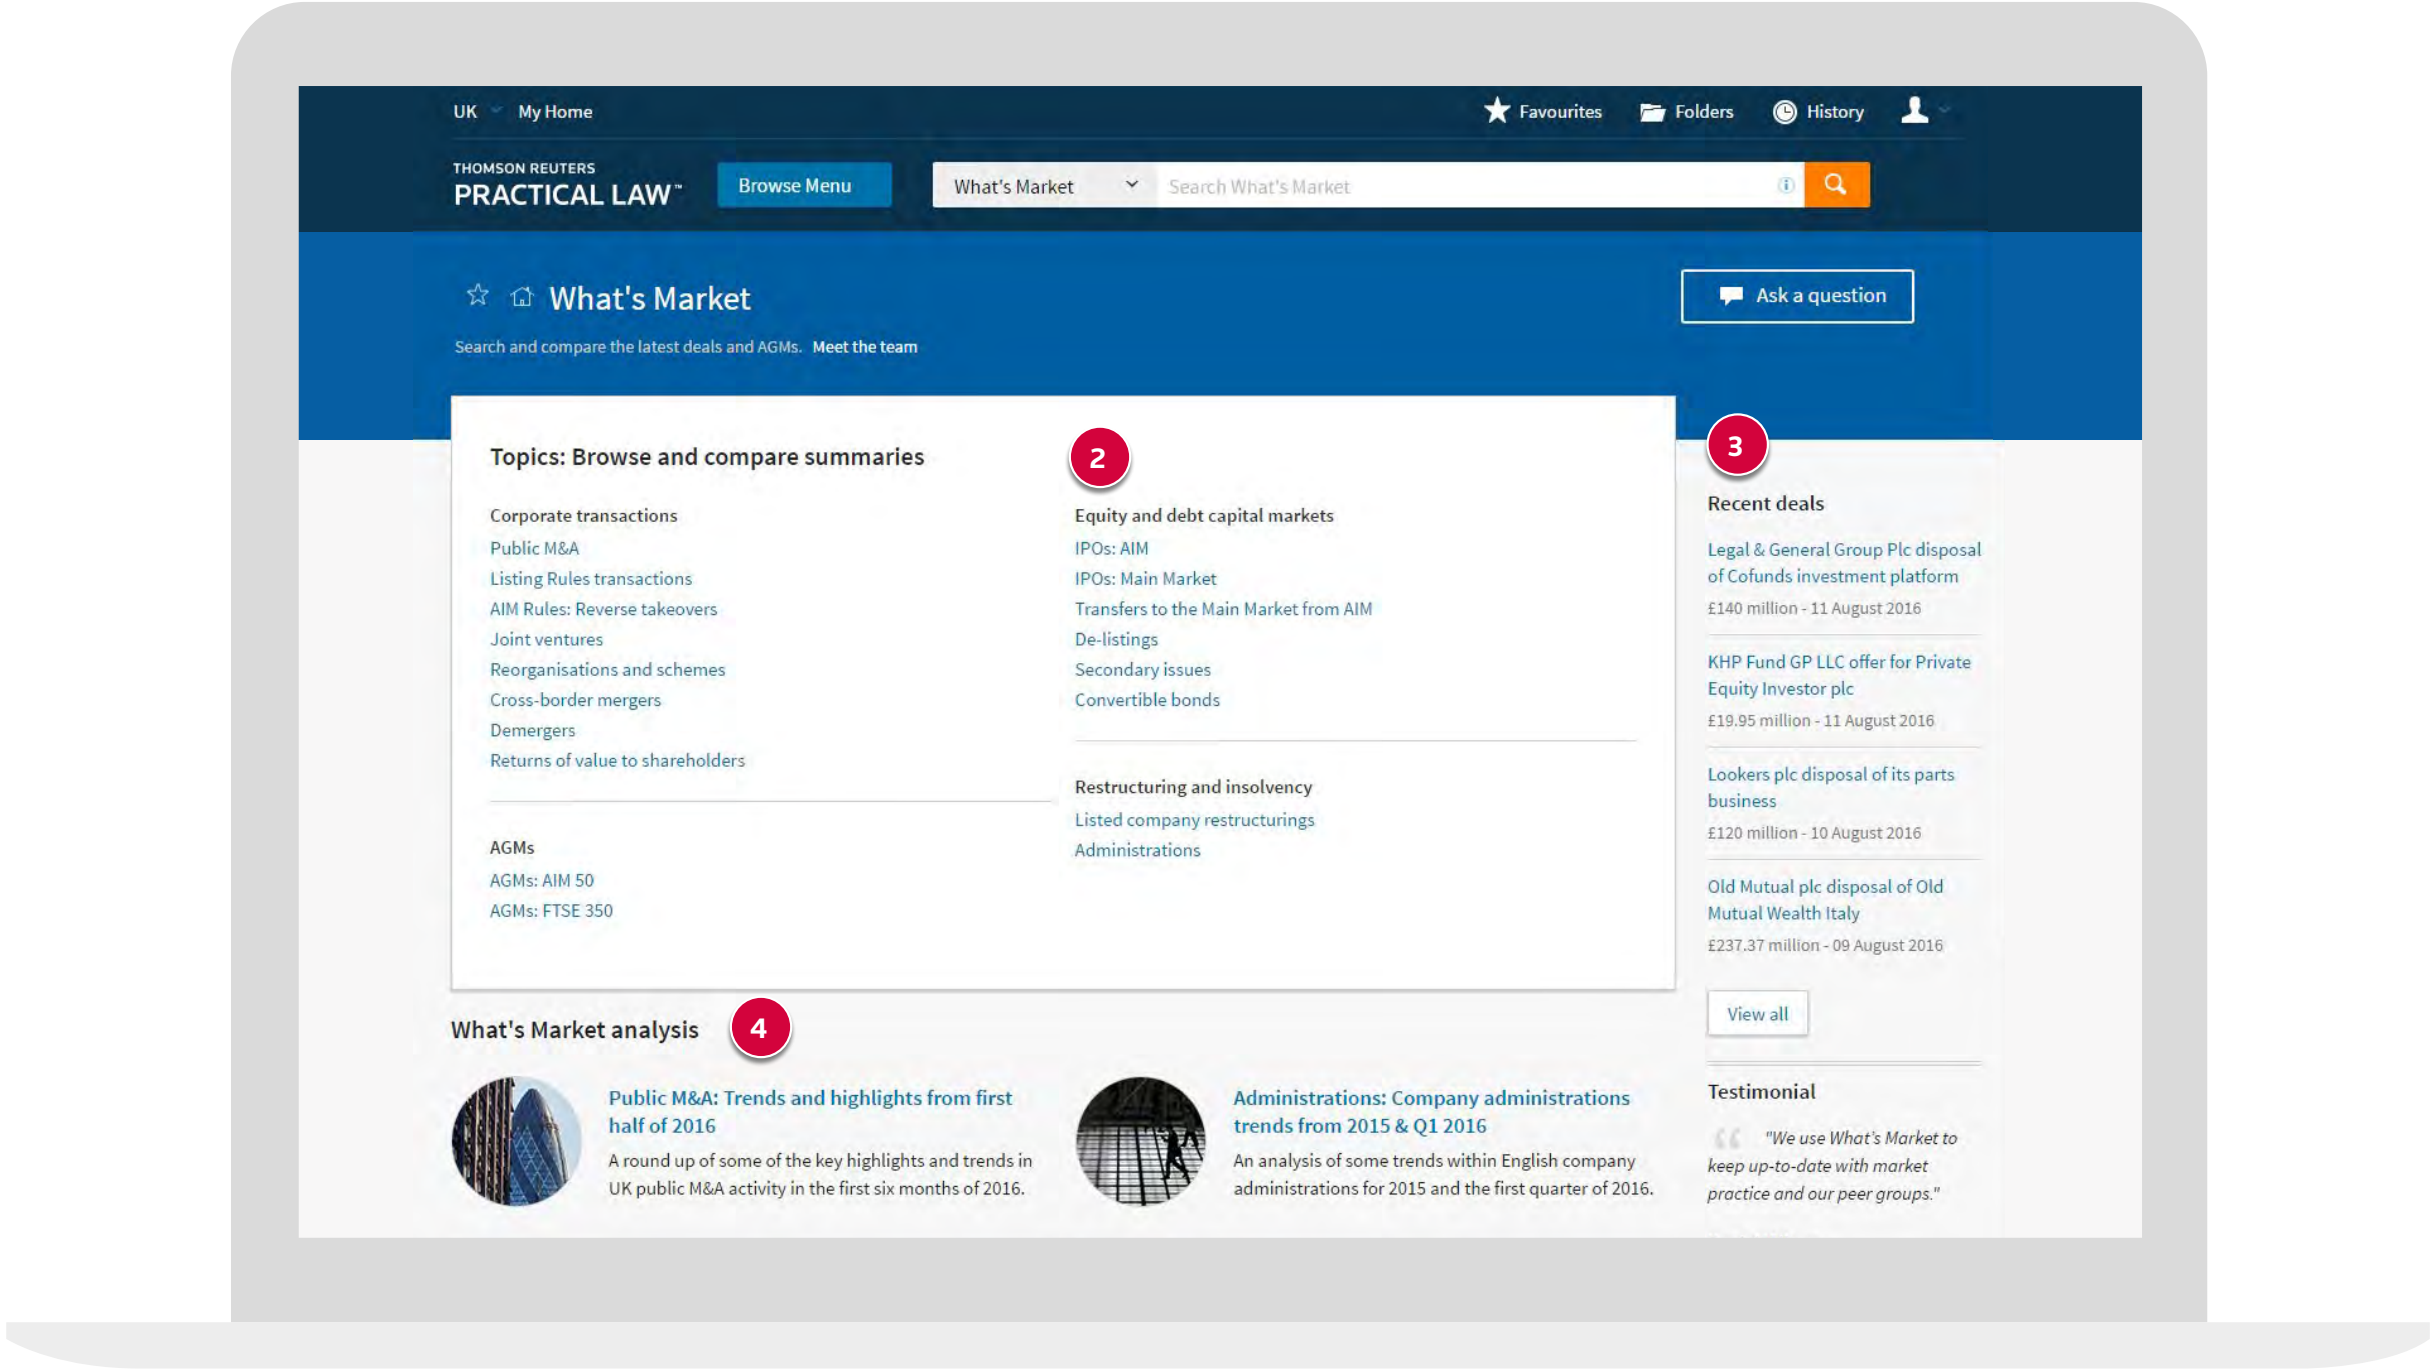 UK My Home Favourites Folders History
THOMSON REUTERS
PRACTICAL LAW™ Browse Menu What's Market Search What's Market
What's Market Ask a question
Search and compare the latest deals and AGMs. Meet the team
Topics: Browse and compare summaries
2
Corporate transactions
Public M&A
Listing Rules transactions
AIM Rules: Reverse takeovers
Joint ventures
Reorganisations and schemes
Cross-border mergers
Demergers
Returns of value to shareholders
AGMs
AGMs: AIM 50
AGMs: FTSE 350
Equity and debt capital markets
IPOs: AIM
IPOs: Main Market
Transfers to the Main Market from AIM
De-listings
Secondary issues
Convertible bonds
Restructuring and insolvency
Listed company restructurings
Administrations
3
Recent deals
Legal & General Group Plc disposal
of Cofunds investment platform
£140 million - 11 August 2016
KHP Fund GP LLC offer for Private
Equity Investor plc
£19.95 million - 11 August 2016
Lookers plc disposal of its parts
business
£120 million - 10 August 2016
Old Mutual plc disposal of Old
Mutual Wealth Italy
£237.37 million - 09 August 2016
View all
What's Market analysis
4
Public M&A: Trends and highlights from first
half of 2016
A round up of some of the key highlights and trends in
UK public M&A activity in the first six months of 2016.
Administrations: Company administrations
trends from 2015 & Q1 2016
An analysis of some trends within English company
administrations for 2015 and the first quarter of 2016.
Testimonial
"We use What's Market to
keep up-to-date with market
practice and our peer groups."